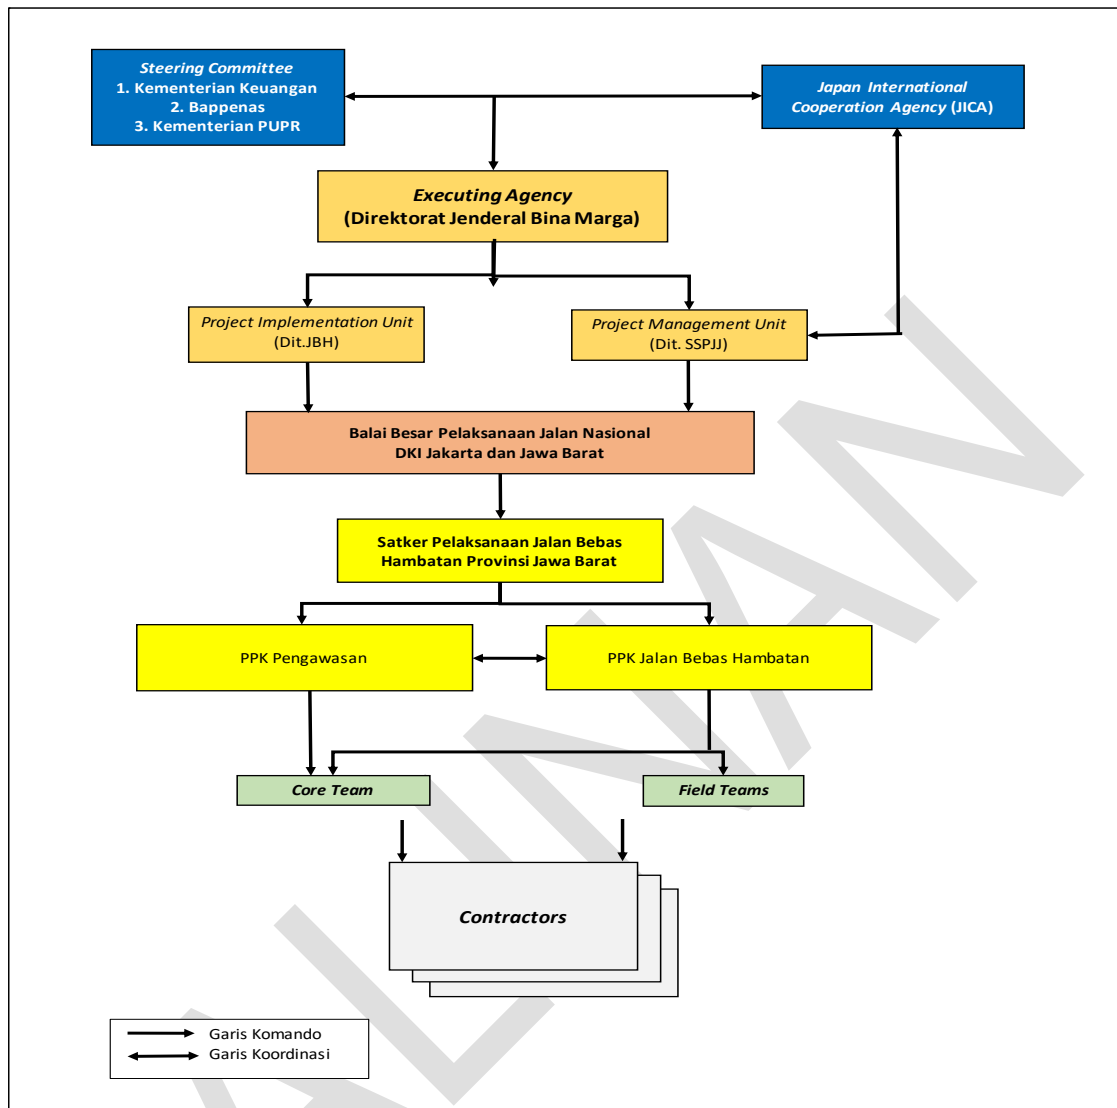 Steering Committee
1. Kementerian Keuangan
2. Bappenas
3. Kementerian PUPR
Japan International
Cooperation Agency (JICA)
Executing Agency
(Direktorat Jenderal Bina Marga)
Project Implementation Unit
(Dit.JBH)
Project Management Unit
(Dit. SSPJJ)
Balai Besar Pelaksanaan Jalan Nasional
DKI Jakarta dan Jawa Barat
Satker Pelaksanaan Jalan Bebas
Hambatan Provinsi Jawa Barat
PPK Pengawasan
PPK Jalan Bebas Hambatan
Core Team
Field Teams
Contractors
Garis Komando
Garis Koordinasi
ALINAN